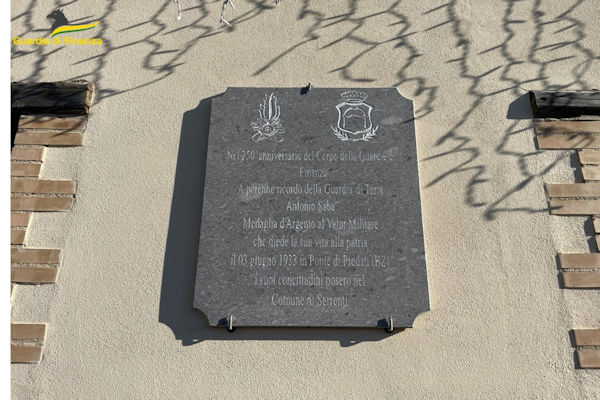 Guardia di Finanza
Nel 250° anniversario del Corpo della Guardia di
Finanza
A perenne ricordo della Guardia di Terra
Antonio Saba
Medaglia d'Argento al Valor Militare
che diede la sua vita alla patria
il 03 giugno 1933 in Ponte di Predati (BZ)
I suoi concittadini posero nel
Comune di Serrenti